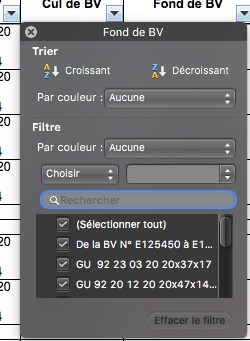 Cul de BV Fond de BV
Fond de BV
Trier
Croissant Décroissant
Par couleur : Aucune
Filtre
Par couleur : Aucune
Choisir
Rechercher
(Sélectionner tout)
De la BV N° E125450 à E1...
GU 92 23 03 20 20x37x17
GU 92 20 12 20 20x47x14...
Effacer le filtre